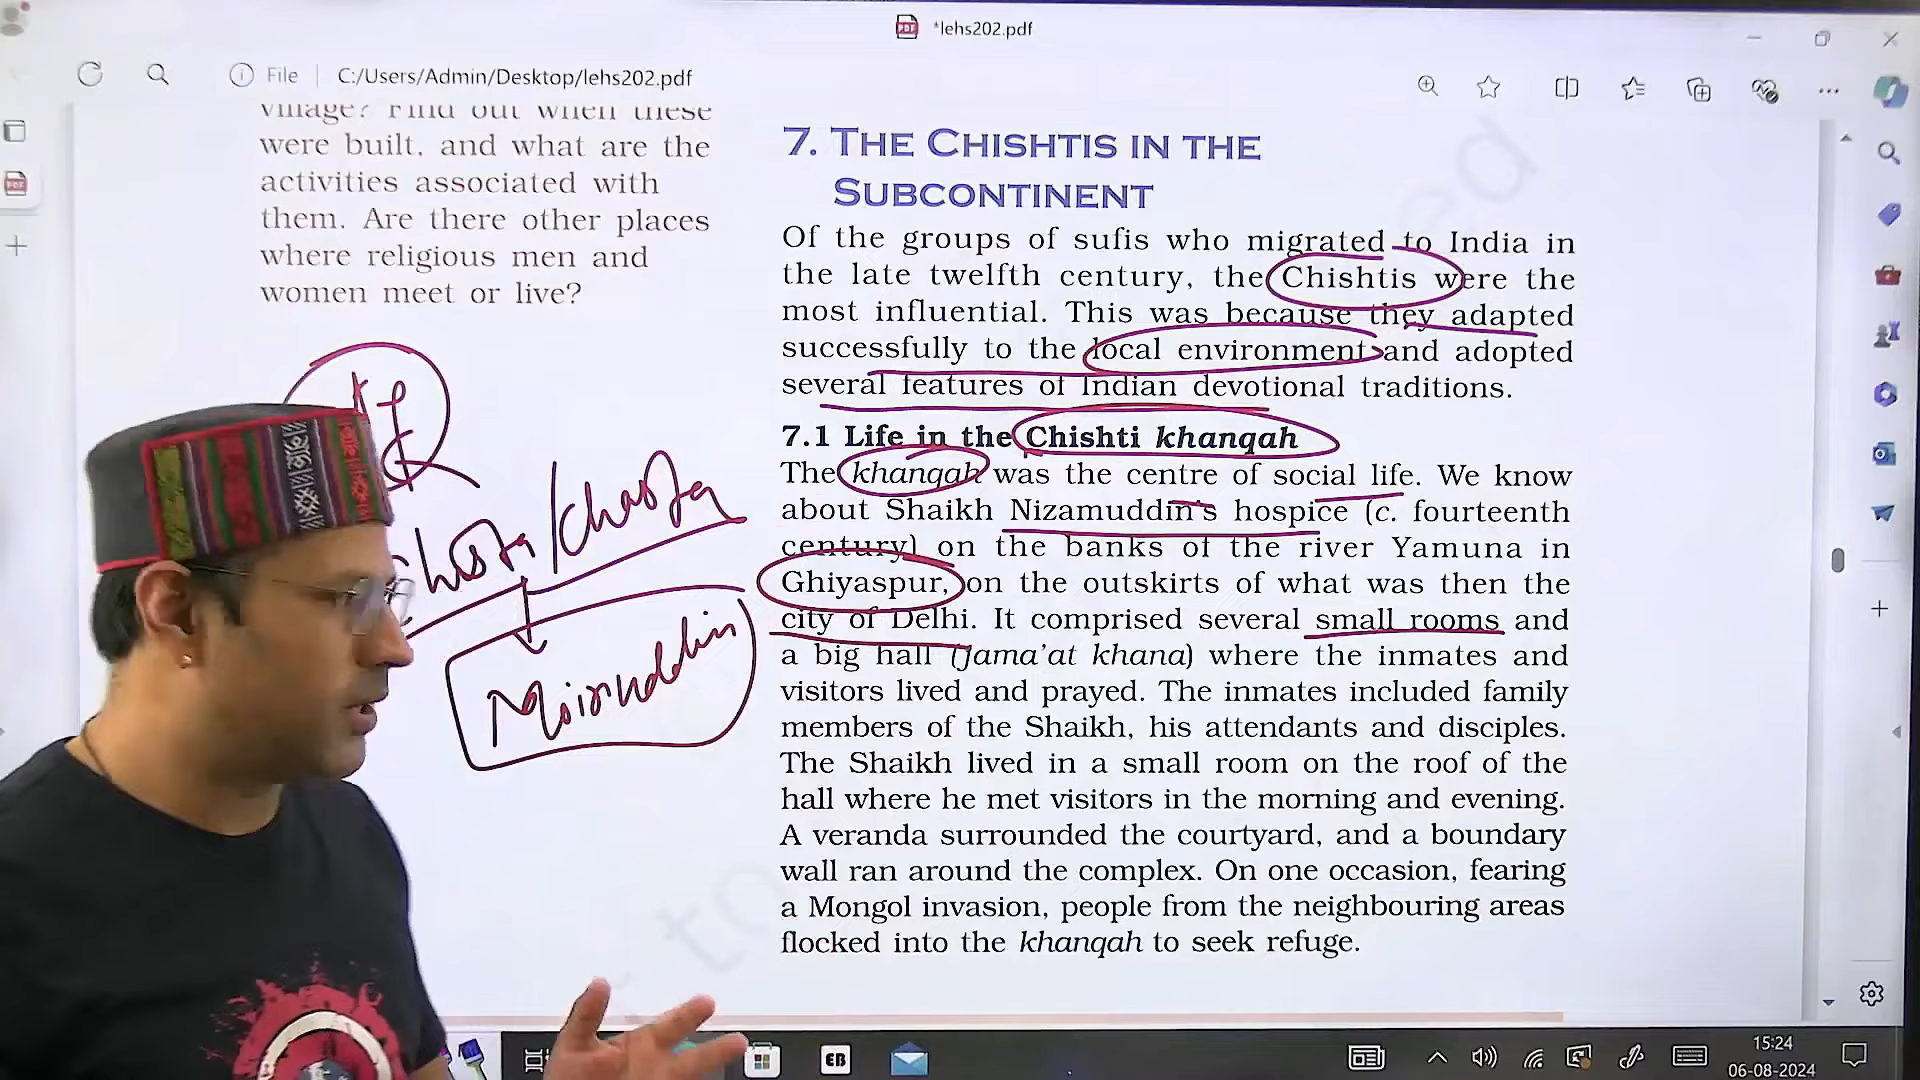 *lehs202.pdf
File
C:/Users/Admin/Desktop/lehs202.pdf
village? Find out when these
were built, and what are the
activities associated with
them. Are there other places
where religious men and
women meet or live?
7. THE CHISHTIS IN THE
SUBCONTINENT
Of the groups of sufis who migrated to India in
the late twelfth century, the Chishtis were the
most influential. This was because they adapted
successfully to the local environment and adopted
several features of Indian devotional traditions.
7.1 Life in the Chishti khanqah
The khanqah was the centre of social life. We know
about Shaikh Nizamuddin's hospice (c. fourteenth
century) on the banks of the river Yamuna in
Ghiyaspur, on the outskirts of what was then the
city of Delhi. It comprised several small rooms and
a big hall (jama'at khana) where the inmates and
visitors lived and prayed. The inmates included family
members of the Shaikh, his attendants and disciples.
The Shaikh lived in a small room on the roof of the
hall where he met visitors in the morning and evening.
A veranda surrounded the courtyard, and a boundary
wall ran around the complex. On one occasion, fearing
a Mongol invasion, people from the neighbouring areas
flocked into the khanqah to seek refuge.
Moinuddin
EB
15:24
06-08-2024